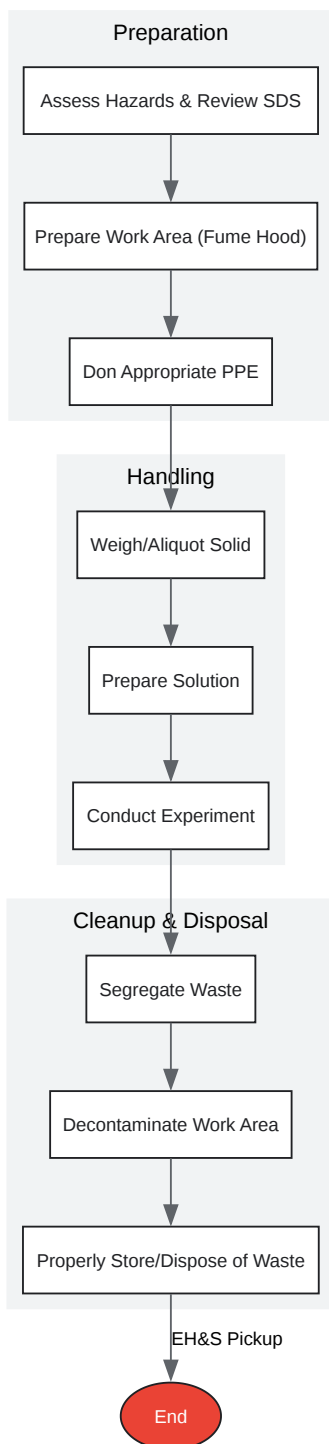 Preparation
Assess Hazards & Review SDS
Prepare Work Area (Fume Hood)
Don Appropriate PPE
Handling
Weigh/Aliquot Solid
Prepare Solution
Conduct Experiment
Cleanup & Disposal
Segregate Waste
Decontaminate Work Area
Properly Store/Dispose of Waste
EH&S Pickup
End